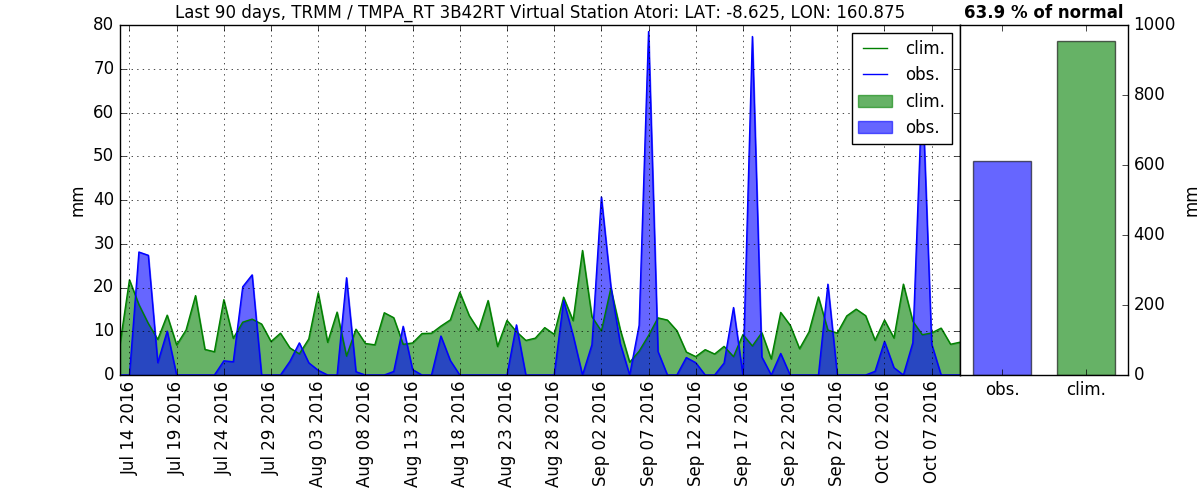 Last 90 days, TRMM / TMPA_RT 3B42RT Virtual Station Atori: LAT: -8.625, LON: 160.875
63.9 % of normal
80
70
60
50
40
30
20
10
0
mm
clim.
obs.
clim.
obs.
1000
800
600
400
200
0
mm
Jul 14 2016
Jul 19 2016
Jul 24 2016
Jul 29 2016
Aug 03 2016
Aug 08 2016
Aug 13 2016
Aug 18 2016
Aug 23 2016
Aug 28 2016
Sep 02 2016
Sep 07 2016
Sep 12 2016
Sep 17 2016
Sep 22 2016
Sep 27 2016
Oct 02 2016
Oct 07 2016
obs.
clim.